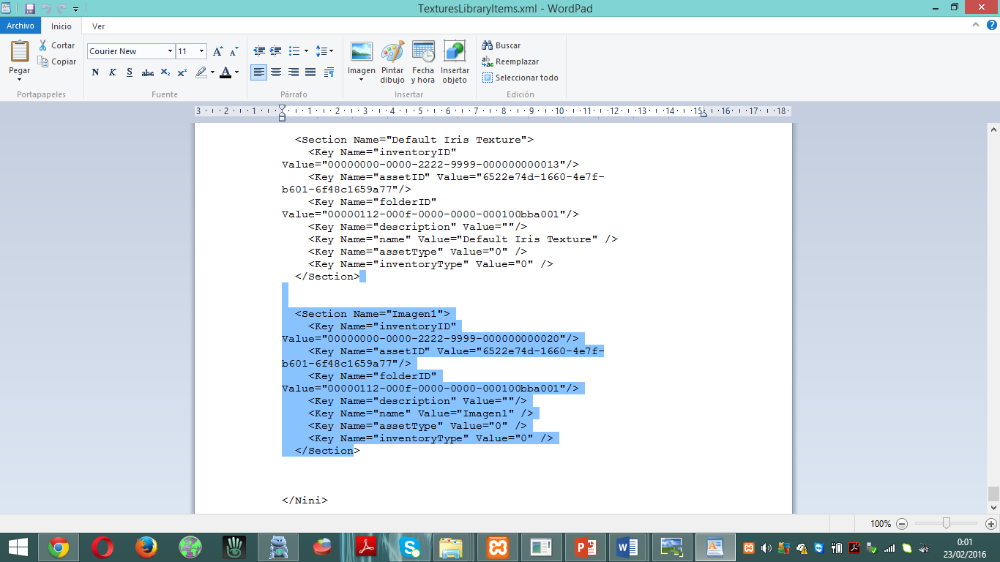 TexturesLibraryItems.xml - WordPad
Archivo Inicio Ver
Pegar
Cortar
Copiar
Portapapeles
Courier New 11
N K S abc X₂ X²
A
Fuente
Párrafo
Imagen
Pintar dibujo
Fecha y hora
Insertar objeto
Insertar
Buscar
Reemplazar
Seleccionar todo
Edición
3 2 1 1 2 3 4 5 6 7 8 9 10 11 12 13 14 15 16 17 18
<Section Name="Default Iris Texture">
<Key Name="inventoryID"
Value="00000000-0000-2222-9999-000000000013"/>
<Key Name="assetID" Value="6522e74d-1660-4e7f-
b601-6f48c1659a77"/>
<Key Name="folderID"
Value="00000112-000f-0000-0000-000100bba001"/>
<Key Name="description" Value=""/>
<Key Name="name" Value="Default Iris Texture" />
<Key Name="assetType" Value="0" />
<Key Name="inventoryType" Value="0" />
</Section>
<Section Name="Imagen1">
<Key Name="inventoryID"
Value="00000000-0000-2222-9999-000000000020"/>
<Key Name="assetID" Value="6522e74d-1660-4e7f-
b601-6f48c1659a77"/>
<Key Name="folderID"
Value="00000112-000f-0000-0000-000100bba001"/>
<Key Name="description" Value=""/>
<Key Name="name" Value="Imagen1" />
<Key Name="assetType" Value="0" />
<Key Name="inventoryType" Value="0" />
</Section>
</Nini>
100%
0:01
23/02/2016